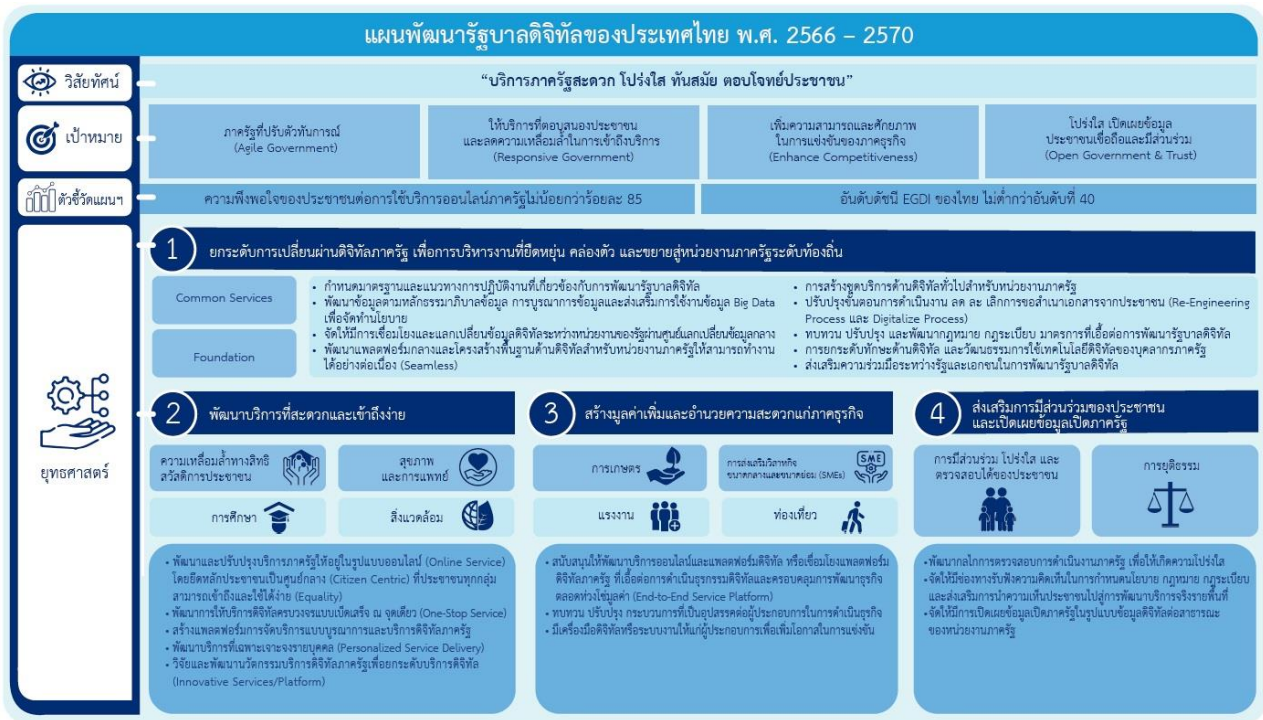 แผนพัฒนารัฐบาลดิจิทัลของประเทศไทย พ.ศ. 2566 – 2570
วิสัยทัศน์
“บริการภาครัฐสะดวก โปร่งใส ทันสมัย ตอบโจทย์ประชาชน”
เป้าหมาย
ภาครัฐที่ปรับตัวทันการณ์
(Agile Government)
ให้บริการที่ตอบสนองประชาชน
และลดความเหลื่อมล้ำในการเข้าถึงบริการ
(Responsive Government)
เพิ่มความสามารถและศักยภาพ
ในการแข่งขันของภาคธุรกิจ
(Enhance Competitiveness)
โปร่งใส เปิดเผยข้อมูล
ประชาชนเชื่อถือและมีส่วนร่วม
(Open Government & Trust)
ตัวชี้วัดแผนฯ
ความพึงพอใจของประชาชนต่อการใช้บริการออนไลน์ภาครัฐไม่น้อยกว่าร้อยละ 85
อันดับดัชนี EGDI ของไทย ไม่ต่ำกว่าอันดับที่ 40
ยุทธศาสตร์
1 ยกระดับการเปลี่ยนผ่านดิจิทัลภาครัฐ เพื่อการบริหารงานที่ยืดหยุ่น คล่องตัว และขยายสู่หน่วยงานภาครัฐระดับท้องถิ่น
Common Services
Foundation
• กำหนดมาตรฐานและแนวทางการปฏิบัติงานที่เกี่ยวข้องกับการพัฒนารัฐบาลดิจิทัล
• พัฒนาข้อมูลตามหลักธรรมาภิบาลข้อมูล การบูรณาการข้อมูลและส่งเสริมการใช้งานข้อมูล Big Data
เพื่อจัดทำนโยบาย
• จัดให้มีการเชื่อมโยงและแลกเปลี่ยนข้อมูลดิจิทัลระหว่างหน่วยงานของรัฐผ่านศูนย์แลกเปลี่ยนข้อมูลกลาง
• พัฒนาแพลตฟอร์มกลางและโครงสร้างพื้นฐานด้านดิจิทัลสำหรับหน่วยงานภาครัฐให้สามารถทำงาน
ได้อย่างต่อเนื่อง (Seamless)
• การสร้างชุดบริการด้านดิจิทัลทั่วไปสำหรับหน่วยงานภาครัฐ
• ปรับปรุงขั้นตอนการดำเนินงาน ลด ละ เลิกการขอสำเนาเอกสารจากประชาชน (Re-Engineering
Process และ Digitalize Process)
• ทบทวน ปรับปรุง และพัฒนากฎหมาย กฎระเบียบ มาตรการที่เอื้อต่อการพัฒนารัฐบาลดิจิทัล
• การยกระดับทักษะด้านดิจิทัล และวัฒนธรรมการใช้เทคโนโลยีดิจิทัลของบุคลากรภาครัฐ
• ส่งเสริมความร่วมมือระหว่างรัฐและเอกชนในการพัฒนารัฐบาลดิจิทัล
2 พัฒนาบริการที่สะดวกและเข้าถึงง่าย
ความเหลื่อมล้ำทางสิทธิ
สวัสดิการประชาชน
สุขภาพ
และการแพทย์
การศึกษา
สิ่งแวดล้อม
• พัฒนาและปรับปรุงบริการภาครัฐให้อยู่ในรูปแบบออนไลน์ (Online Service)
โดยยึดหลักประชาชนเป็นศูนย์กลาง (Citizen Centric) ที่ประชาชนทุกกลุ่ม
สามารถเข้าถึงและใช้ได้ง่าย (Equality)
• พัฒนาการให้บริการดิจิทัลครบวงจรแบบเบ็ดเสร็จ ณ จุดเดียว (One-Stop Service)
• สร้างแพลตฟอร์มการจัดบริการแบบบูรณาการและบริการดิจิทัลภาครัฐ
• พัฒนาบริการที่เฉพาะเจาะจงรายบุคคล (Personalized Service Delivery)
• วิจัยและพัฒนานวัตกรรมบริการดิจิทัลภาครัฐเพื่อยกระดับบริการดิจิทัล
(Innovative Services/Platform)
3 สร้างมูลค่าเพิ่มและอำนวยความสะดวกแก่ภาคธุรกิจ
การเกษตร
การส่งเสริมวิสาหกิจ
ขนาดกลางและขนาดย่อม (SMEs)
SME
แรงงาน
ท่องเที่ยว
• สนับสนุนให้พัฒนาบริการออนไลน์และแพลตฟอร์มดิจิทัล หรือเชื่อมโยงแพลตฟอร์ม
ดิจิทัลภาครัฐ ที่เอื้อต่อการดำเนินธุรกรรมดิจิทัลและครอบคลุมการพัฒนาธุรกิจ
ตลอดห่วงโซ่มูลค่า (End-to-End Service Platform)
• ทบทวน ปรับปรุง กระบวนการที่เป็นอุปสรรคต่อผู้ประกอบการในการดำเนินธุรกิจ
• มีเครื่องมือดิจิทัลหรือระบบงานให้แก่ผู้ประกอบการเพื่อเพิ่มโอกาสในการแข่งขัน
4 ส่งเสริมการมีส่วนร่วมของประชาชน
และเปิดเผยข้อมูลเปิดภาครัฐ
การมีส่วนร่วม โปร่งใส และ
ตรวจสอบได้ของประชาชน
การยุติธรรม
• พัฒนากลไกการตรวจสอบการดำเนินงานภาครัฐ เพื่อให้เกิดความโปร่งใส
• จัดให้มีช่องทางรับฟังความคิดเห็นในการกำหนดนโยบาย กฎหมาย กฎระเบียบ
และส่งเสริมการนำความเห็นประชาชนไปสู่การพัฒนาบริการจริงรายพื้นที่
• จัดให้มีการเปิดเผยข้อมูลเปิดภาครัฐในรูปแบบข้อมูลดิจิทัลต่อสาธารณะ
ของหน่วยงานภาครัฐ